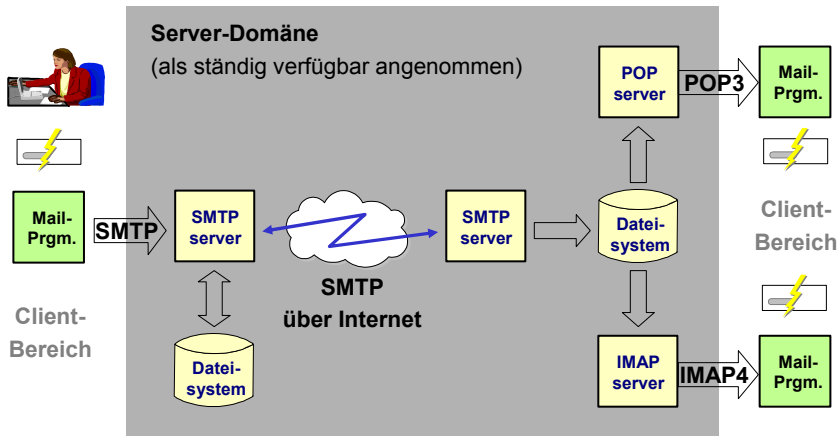 Server-Domäne
(als ständig verfügbar angenommen)
POP
server
POP3
Mail-
Prgm.
Mail-
Prgm.
SMTP
SMTP
server
SMTP
server
Datei-
system
Client-
Bereich
SMTP
über Internet
Client-
Bereich
Datei-
system
IMAP
server
IMAP4
Mail-
Prgm.